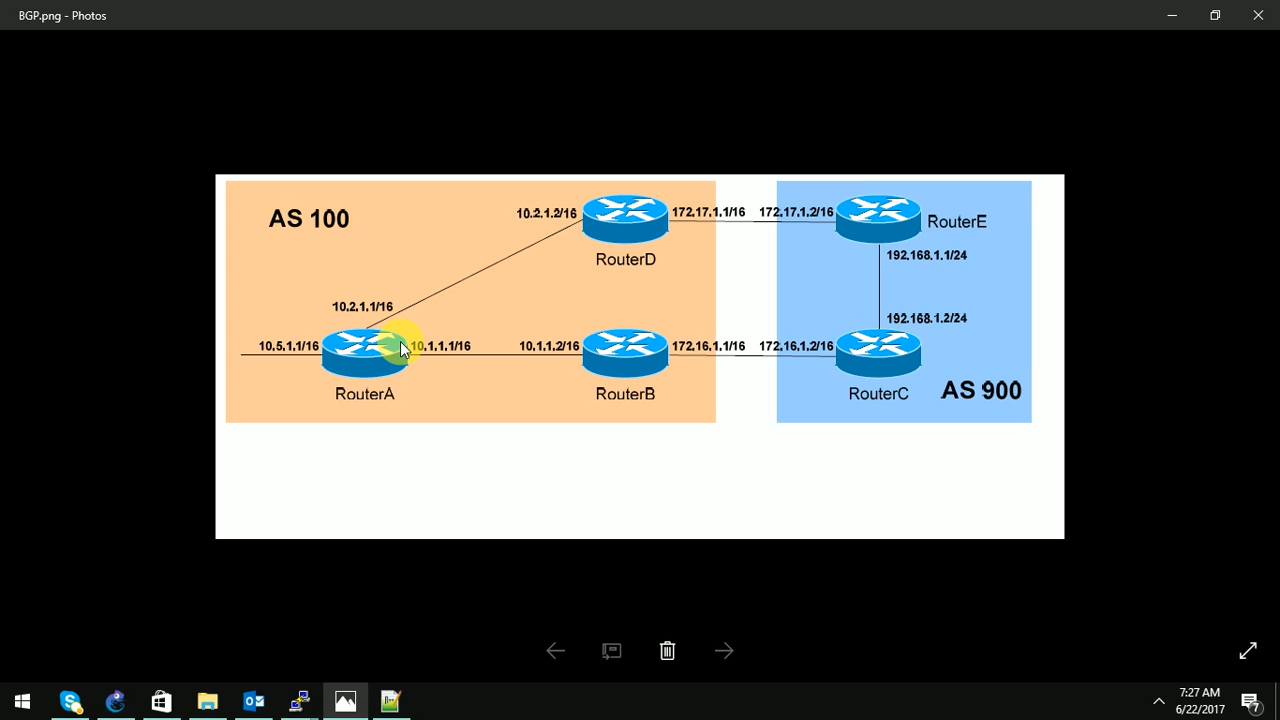 BGP.png - Photos
AS 100
10.2.1.2/16
172.17.1.1/16
172.17.1.2/16
RouterE
RouterD
192.168.1.1/24
10.2.1.1/16
192.168.1.2/24
10.5.1.1/16
10.1.1.1/16
10.1.1.2/16
172.16.1.1/16
172.16.1.2/16
RouterA
RouterB
RouterC
AS 900
7:27 AM
6/22/2017
7